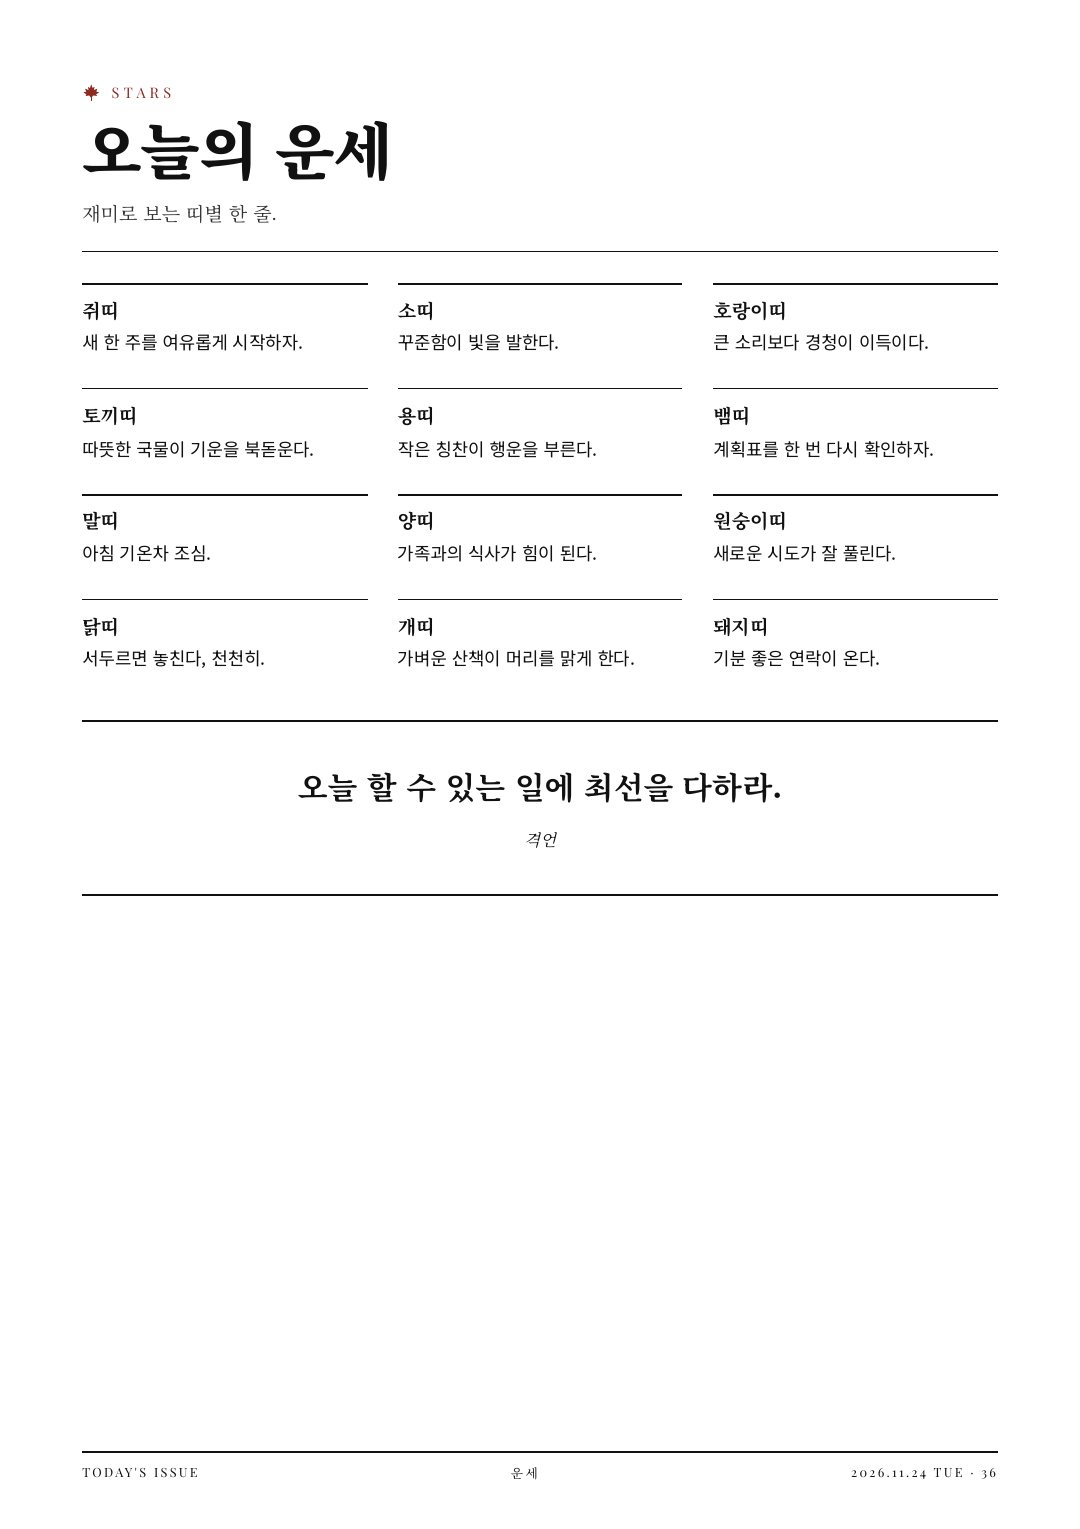 STARS
오늘의 운세
재미로 보는 띠별 한 줄.
쥐띠
새 한 주를 여유롭게 시작하자.
소띠
꾸준함이 빛을 발한다.
호랑이띠
큰 소리보다 경청이 이득이다.
토끼띠
따뜻한 국물이 기운을 북돋운다.
용띠
작은 칭찬이 행운을 부른다.
뱀띠
계획표를 한 번 다시 확인하자.
말띠
아침 기온차 조심.
양띠
가족과의 식사가 힘이 된다.
원숭이띠
새로운 시도가 잘 풀린다.
닭띠
서두르면 놓친다, 천천히.
개띠
가벼운 산책이 머리를 맑게 한다.
돼지띠
기분 좋은 연락이 온다.
오늘 할 수 있는 일에 최선을 다하라.
격언
TODAY'S ISSUE
운세
2026.11.24 TUE · 36